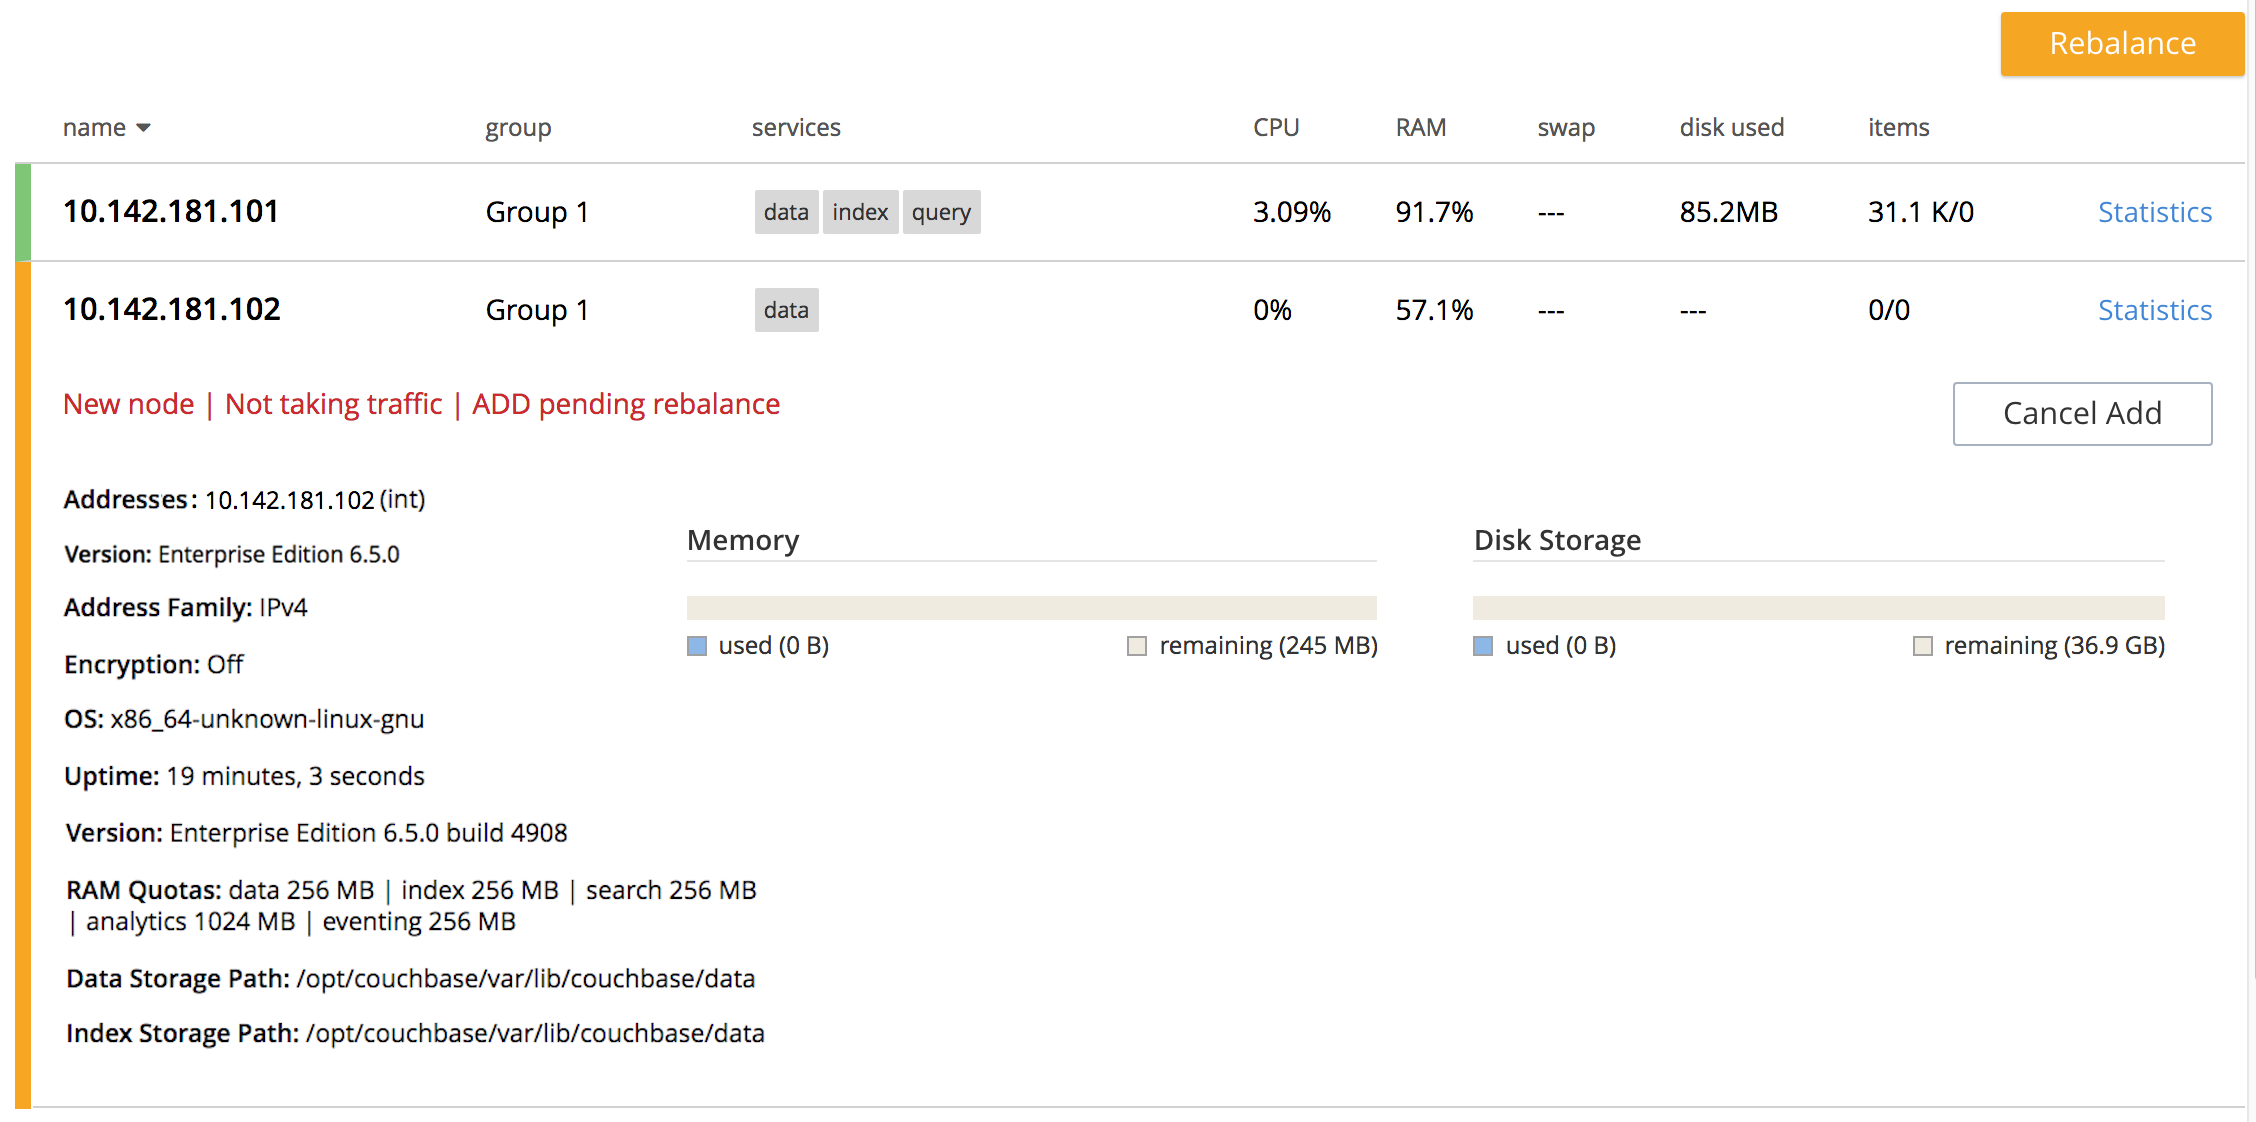 Rebalance
name group services CPU RAM swap disk used items
10.142.181.101 Group 1 data index query 3.09% 91.7% --- 85.2MB 31.1 K/0 Statistics
10.142.181.102 Group 1 data 0% 57.1% --- --- 0/0 Statistics
New node | Not taking traffic | ADD pending rebalance
Cancel Add
Addresses: 10.142.181.102 (int)
Version: Enterprise Edition 6.5.0
Address Family: IPv4
Encryption: Off
OS: x86_64-unknown-linux-gnu
Uptime: 19 minutes, 3 seconds
Version: Enterprise Edition 6.5.0 build 4908
RAM Quotas: data 256 MB | index 256 MB | search 256 MB
| analytics 1024 MB | eventing 256 MB
Data Storage Path: /opt/couchbase/var/lib/couchbase/data
Index Storage Path: /opt/couchbase/var/lib/couchbase/data
Memory
used (0 B) remaining (245 MB)
Disk Storage
used (0 B) remaining (36.9 GB)